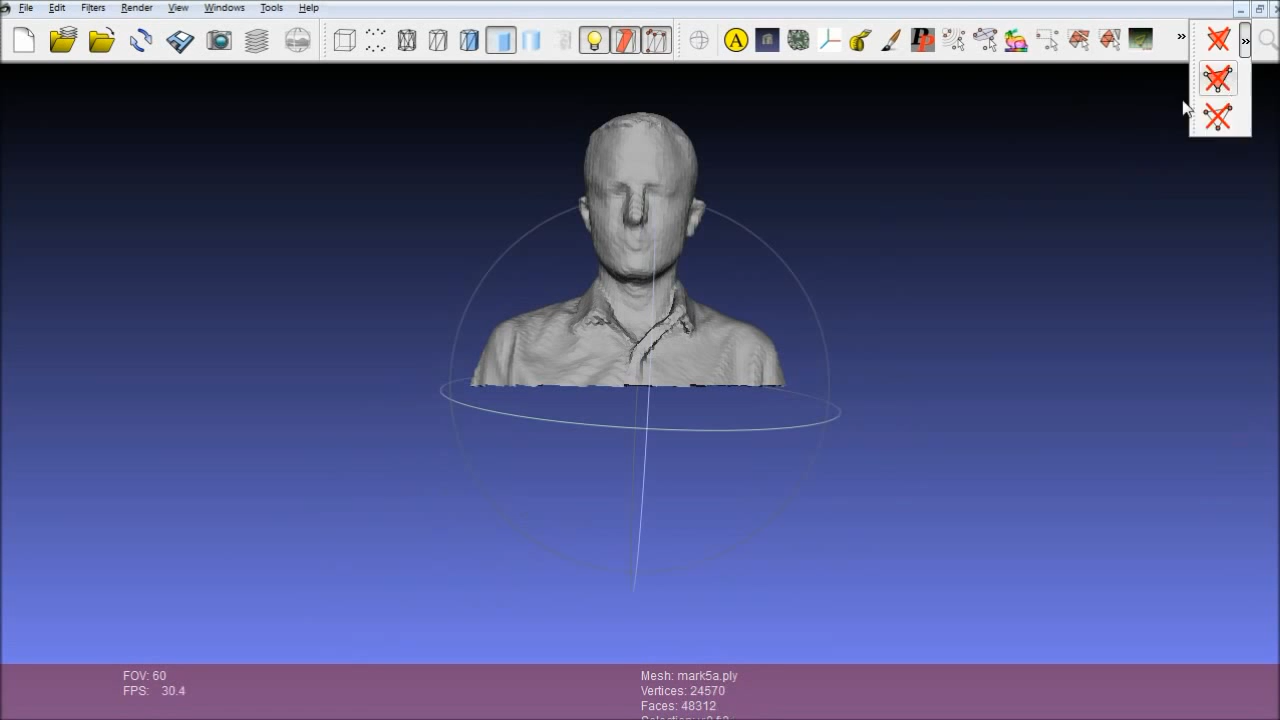 File Edit Filters Render View Windows Tools Help
A
FOV: 60
FPS: 30.4
Mesh: mark5a.ply
Vertices: 24570
Faces: 48312